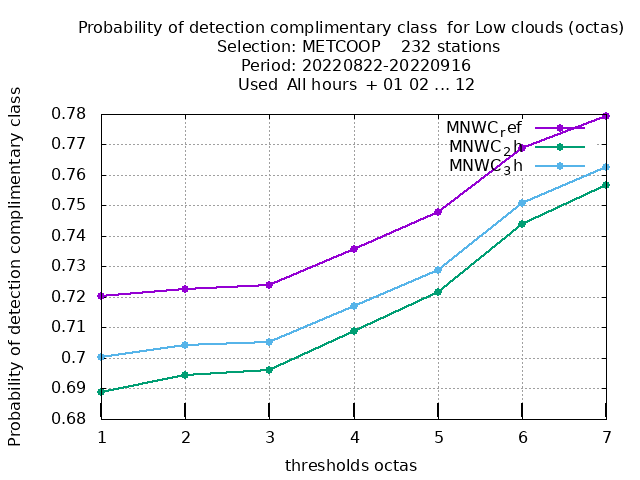 Probability of detection complimentary class  for Low clouds (octas)
Selection: METCOOP    232 stations
Period: 20220822-20220916
Used  All hours  + 01 02 ... 12
Probability of detection complimentary class
0.78
0.77
0.76
0.75
0.74
0.73
0.72
0.71
0.7
0.69
0.68
MNWC_ref
MNWC_2h
MNWC_3h
1 2 3 4 5 6 7
thresholds octas